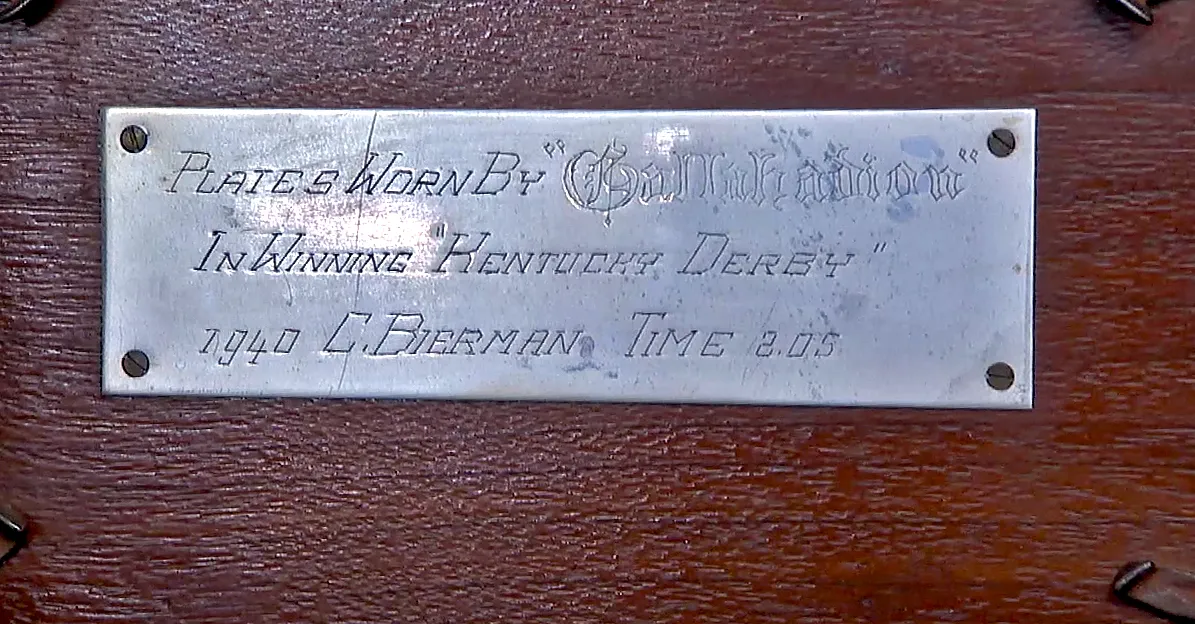 PLATES WORN BY "Gallahadion"
IN WINNING "KENTUCKY DERBY"
1940 C. BIERMAN TIME 2.05